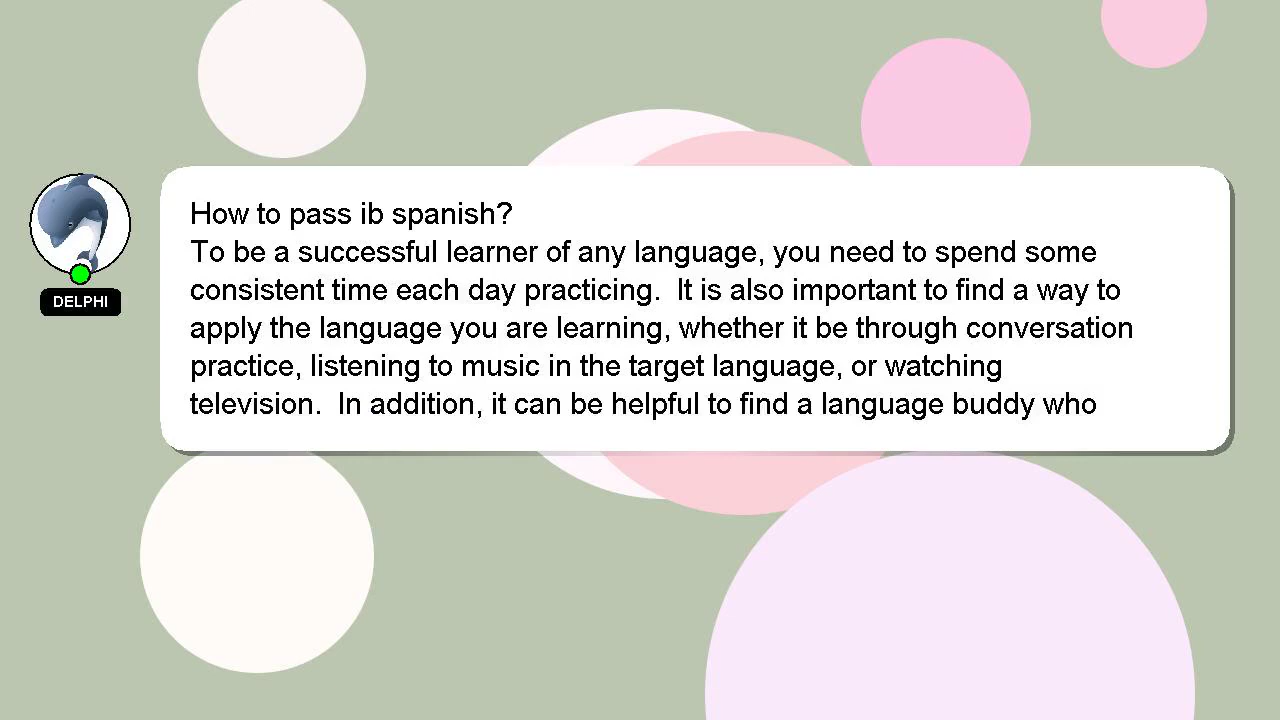 How to pass ib spanish?
To be a successful learner of any language, you need to spend some
consistent time each day practicing.  It is also important to find a way to
apply the language you are learning, whether it be through conversation
practice, listening to music in the target language, or watching
television.  In addition, it can be helpful to find a language buddy who
DELPHI